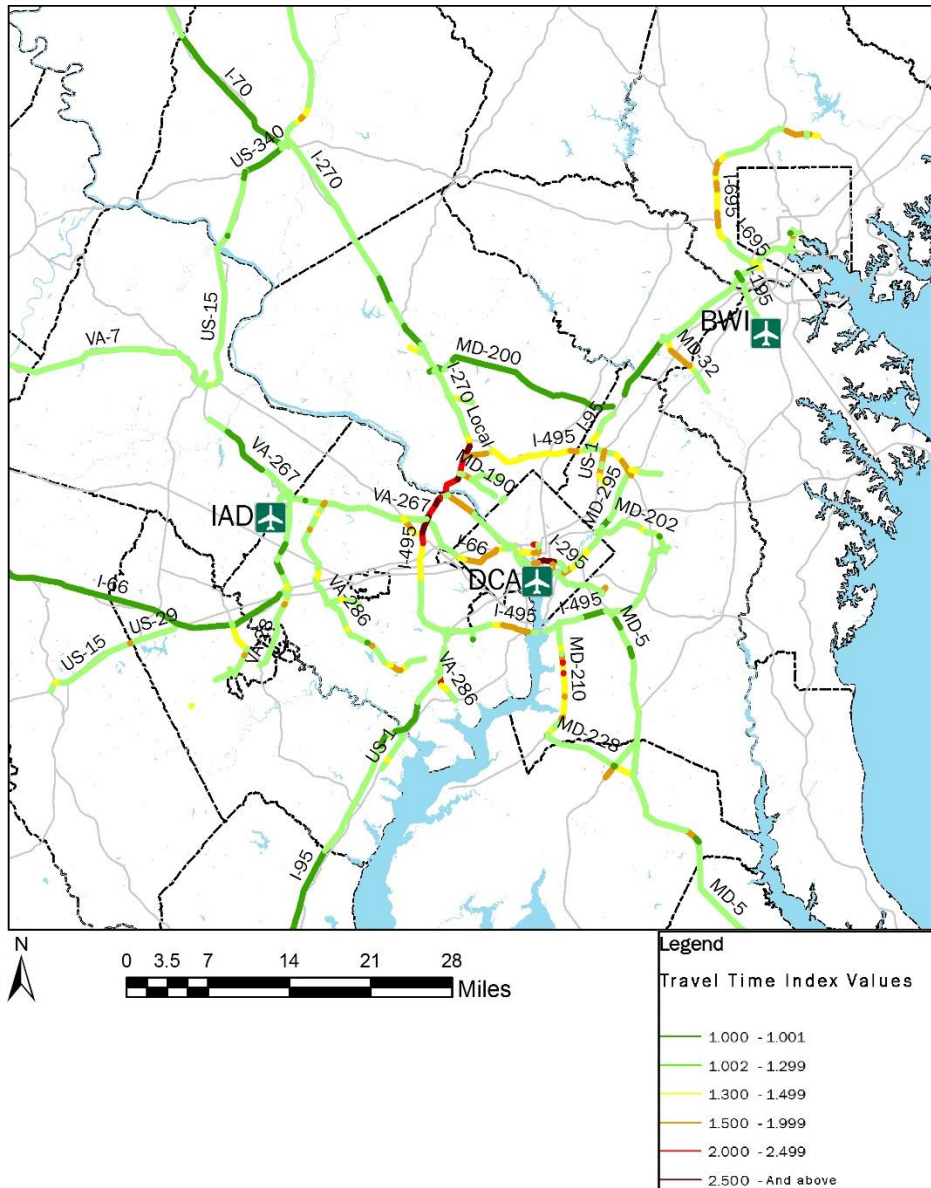 I-70
US-340
I-270
I-695
I-695
I-195
BWI
US-15
VA-7
MD-32
MD-200
I-270 Local
I-95
I-495
US-1
MD-190
MD-295
VA-267
VA-267
MD-202
IAD
I-495
I-66
I-295
DCA
I-66
US-29
US-15
VA-286
I-495
I-495
MD-5
MD-210
VA-286
US-1
MD-228
I-95
MD-5
N
0 3.5 7 14 21 28
Miles
Legend
Travel Time Index Values
1.000 - 1.001
1.002 - 1.299
1.300 - 1.499
1.500 - 1.999
2.000 - 2.499
2.500 - And above